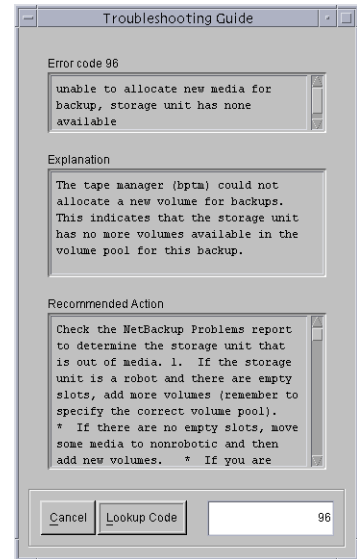 Troubleshooting Guide
Error code 96
unable to allocate new media for
backup, storage unit has none
available
Explanation
The tape manager (bptm) could not
allocate a new volume for backups.
This indicates that the storage unit
has no more volumes available in the
volume pool for this backup.
Recommended Action
Check the NetBackup Problems report
to determine the storage unit that
is out of media. 1.  If the storage
unit is a robot and there are empty
slots, add more volumes (remember to
specify the correct volume pool).
*  If there are no empty slots, move
some media to nonrobotic and then
add new volumes.   *  If you are
Cancel
Lookup Code
96